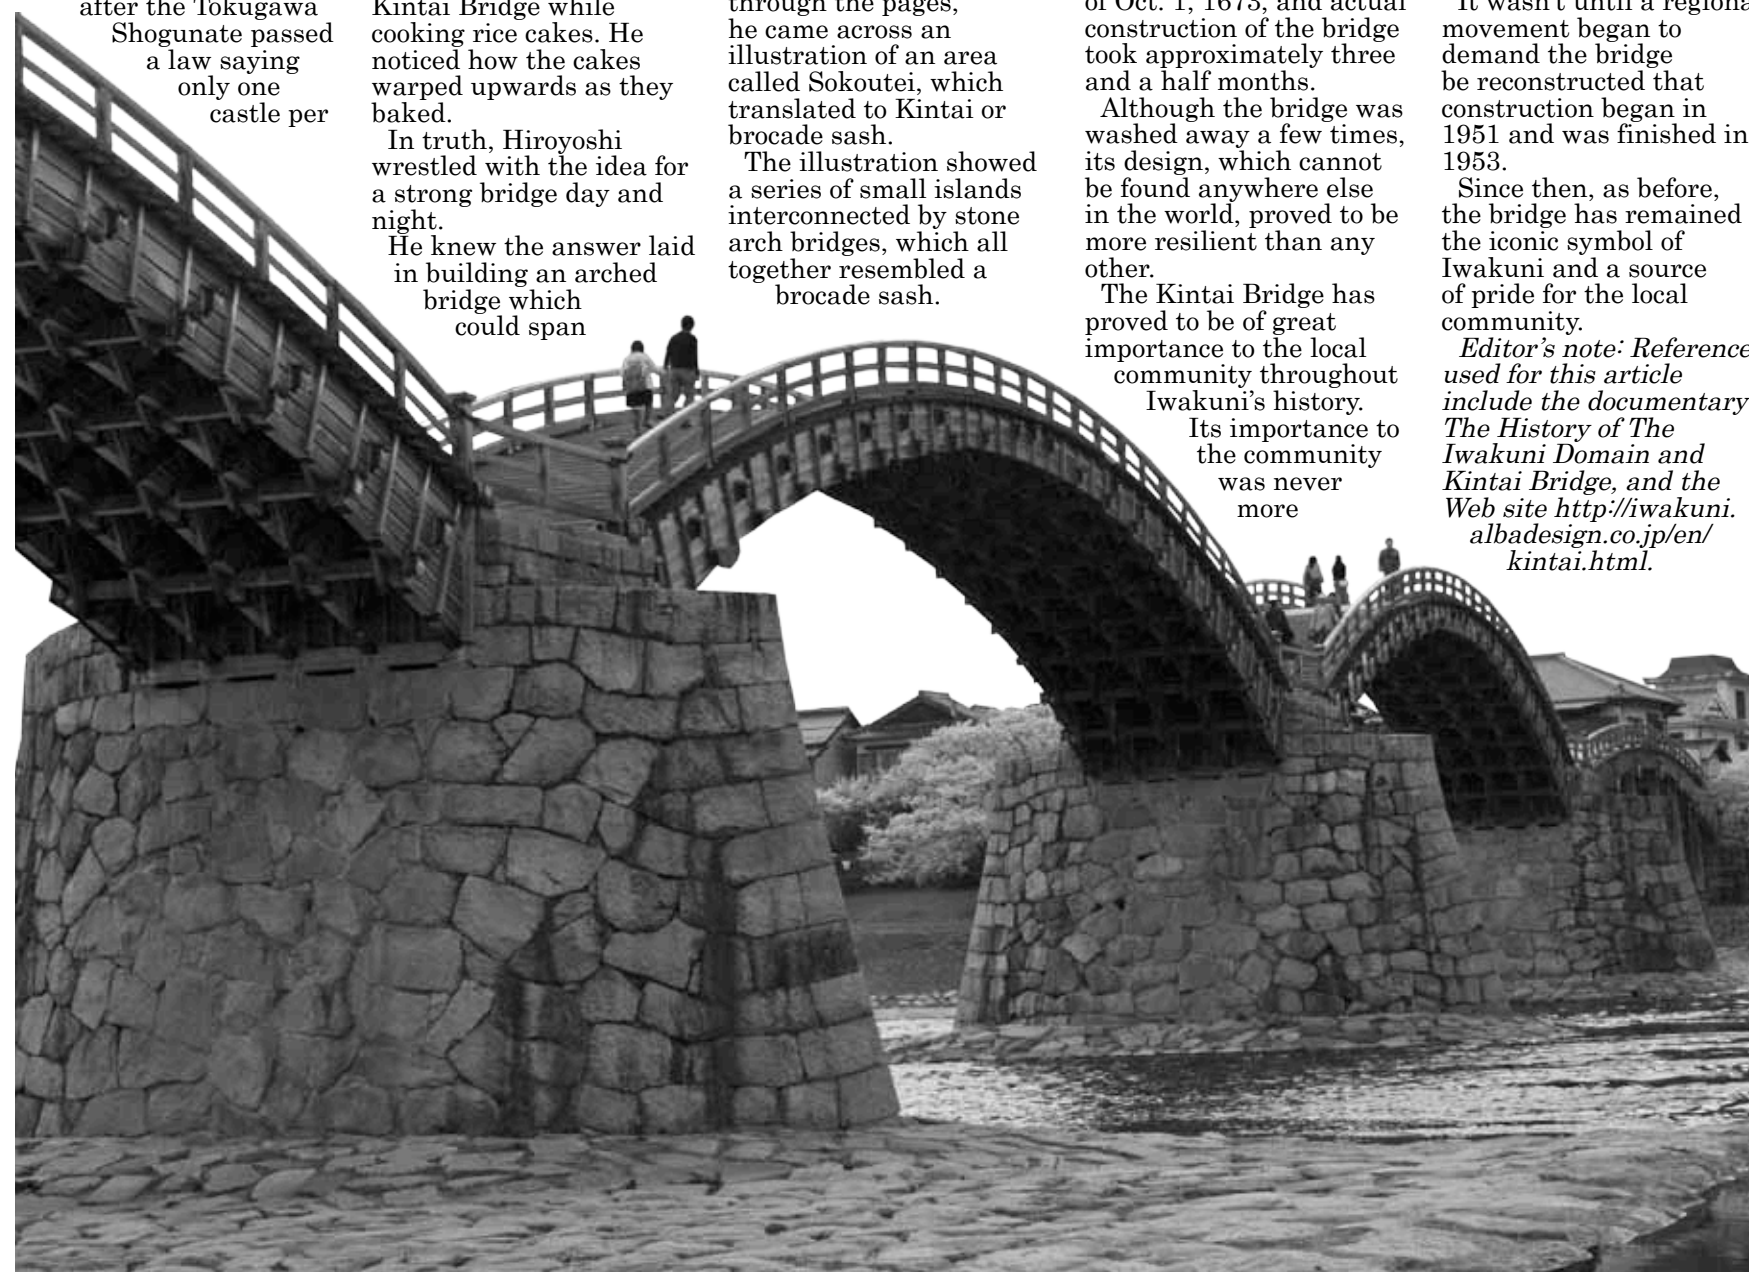 after the Tokugawa
Shogunate passed
a law saying
only one
castle per
Kintai Bridge while
cooking rice cakes. He
noticed how the cakes
warped upwards as they
baked.
In truth, Hiroyoshi
wrestled with the idea for
a strong bridge day and
night.
He knew the answer laid
in building an arched
bridge which
could span
through the pages,
he came across an
illustration of an area
called Sokoutei, which
translated to Kintai or
brocade sash.
The illustration showed
a series of small islands
interconnected by stone
arch bridges, which all
together resembled a
brocade sash.
of Oct. 1, 1673, and actual
construction of the bridge
took approximately three
and a half months.
Although the bridge was
washed away a few times,
its design, which cannot
be found anywhere else
in the world, proved to be
more resilient than any
other.
The Kintai Bridge has
proved to be of great
importance to the local
community throughout
Iwakuni's history.
Its importance to
the community
was never
more
It wasn't until a regional
movement began to
demand the bridge
be reconstructed that
construction began in
1951 and was finished in
1953.
Since then, as before,
the bridge has remained
the iconic symbol of
Iwakuni and a source
of pride for the local
community.
Editor's note: Reference
used for this article
include the documentary
The History of The
Iwakuni Domain and
Kintai Bridge, and the
Web site http://iwakuni.
albadesign.co.jp/en/
kintai.html.